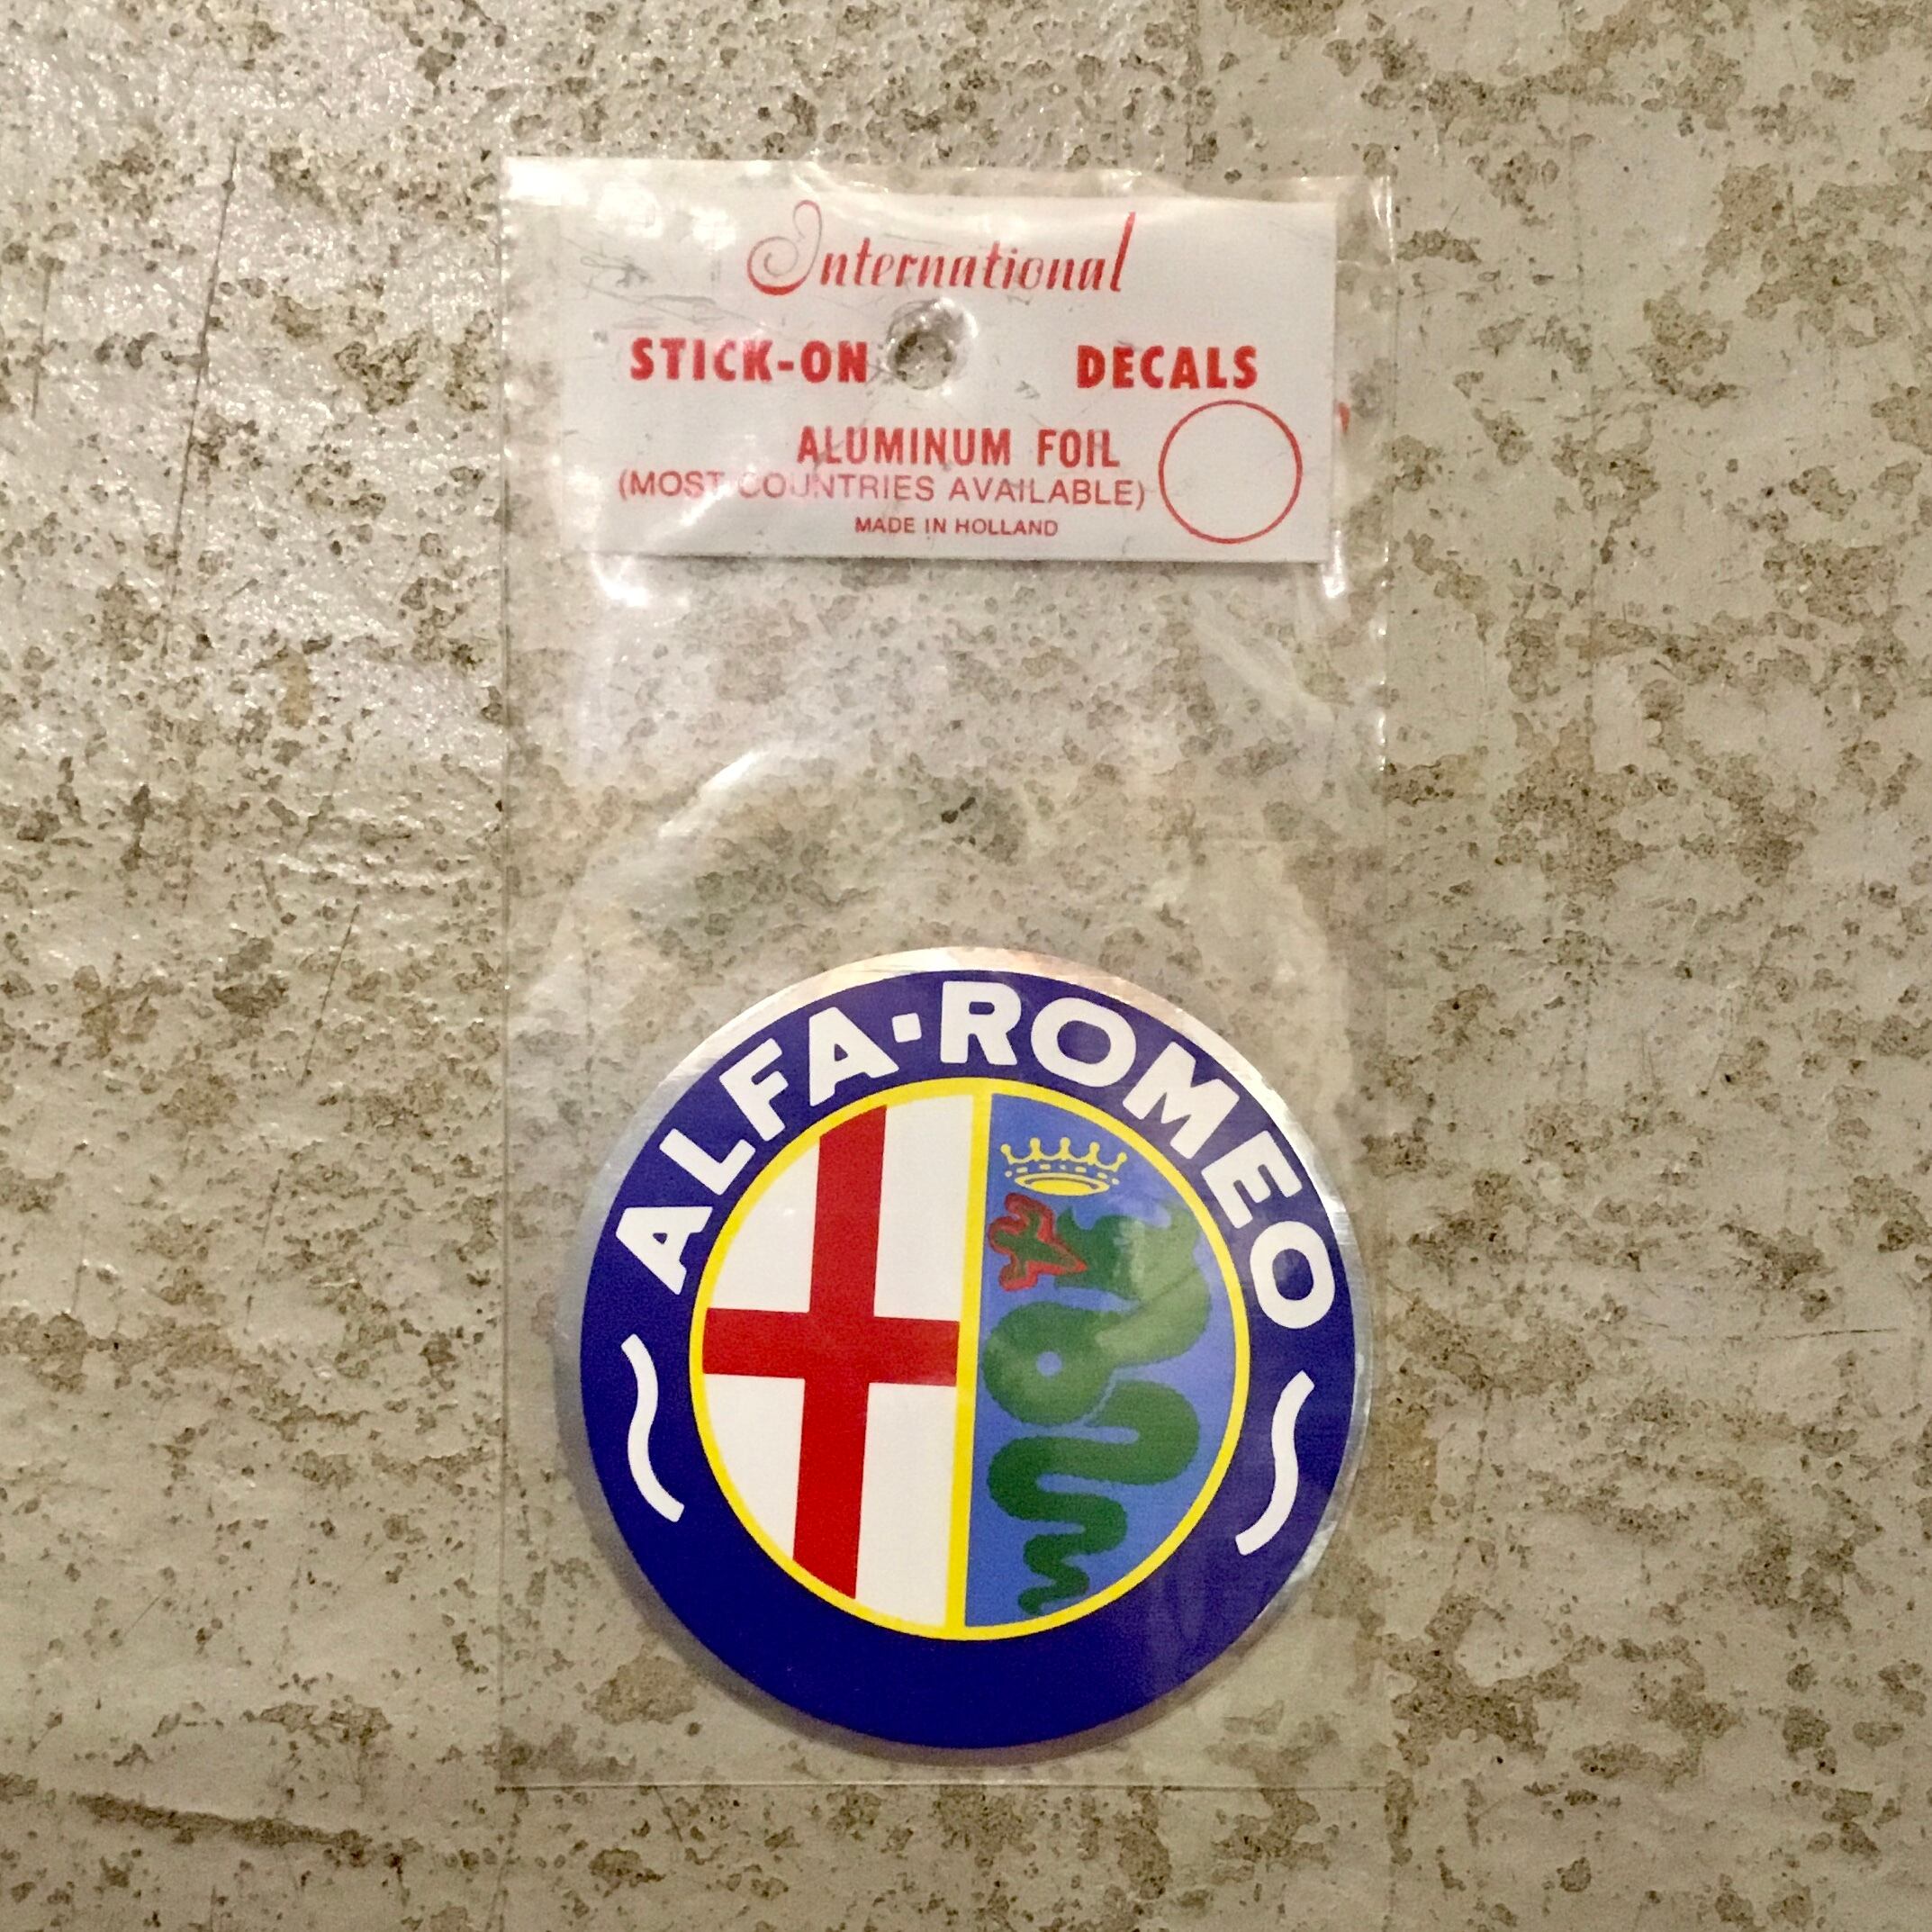 International
STICK-ON DECALS
ALUMINUM FOIL
(MOST COUNTRIES AVAILABLE)
MADE IN HOLLAND
ALFA·ROMEO